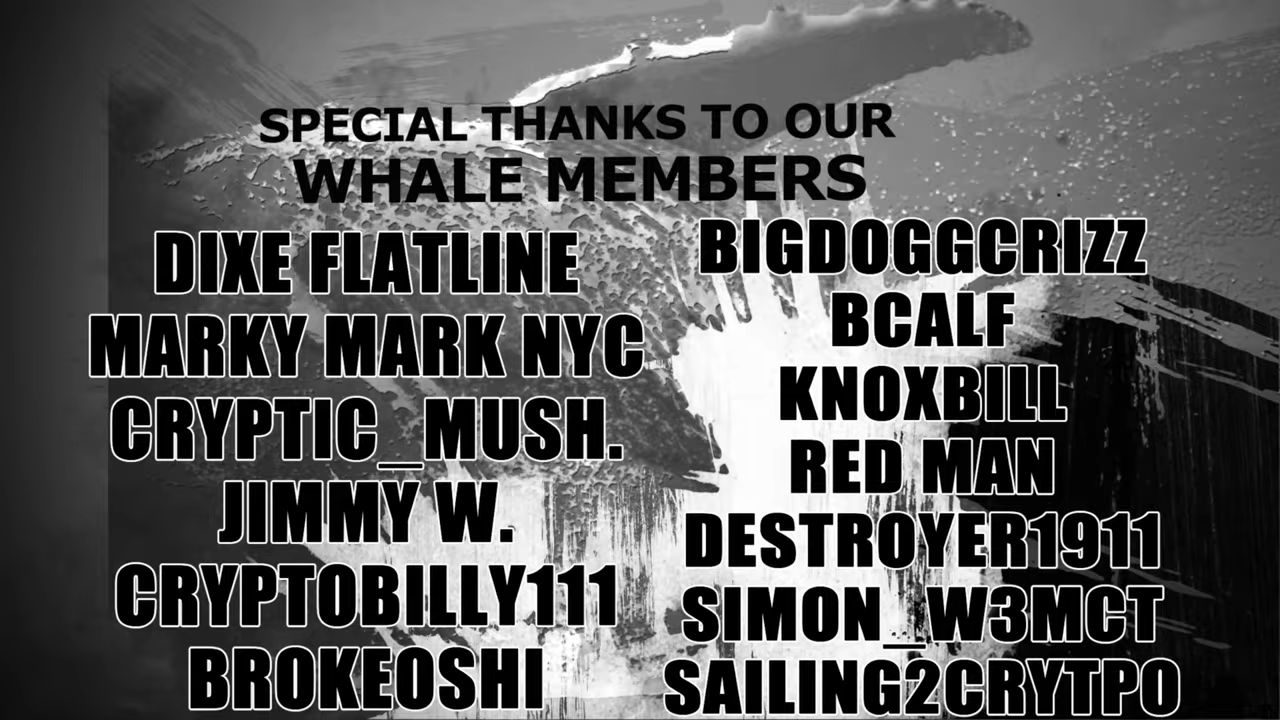 SPECIAL THANKS TO OUR
WHALE MEMBERS
DIXE FLATLINE
MARKY MARK NYC
CRYPTIC_MUSH.
JIMMY W.
CRYPTOBILLY111
BROKEOSHI
BIGDOGGCRIZZ
BCALF
KNOXBILL
RED MAN
DESTROYER1911
SIMON_W3MCT
SAILING2CRYTPO